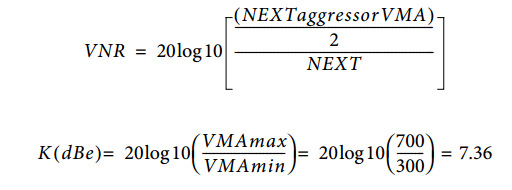 VNR = 20log10[((NEXTaggressorVMA)/2)/NEXT]
K(dBe)= 20log10(VMAmax/VMAmin)= 20log10(700/300) = 7.36